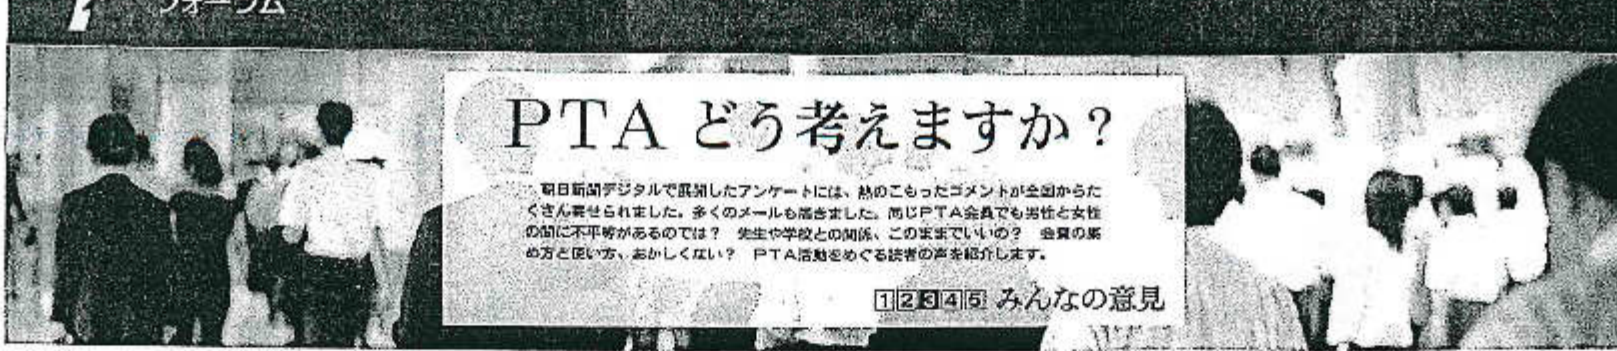 フォーラム
PTA どう考えますか？
朝日新聞デジタルで展開したアンケートには、熱のこもったコメントが全国からた
くさん寄せられました。多くのメールも届きました。同じPTA会員でも男性と女性
の間に不平等があるのでは？　先生や学校との関係、このままでいいの？　会費の集
め方と使い方、おかしくない？　PTA活動をめぐる読者の声を紹介します。
1 2 3 4 5 みんなの意見